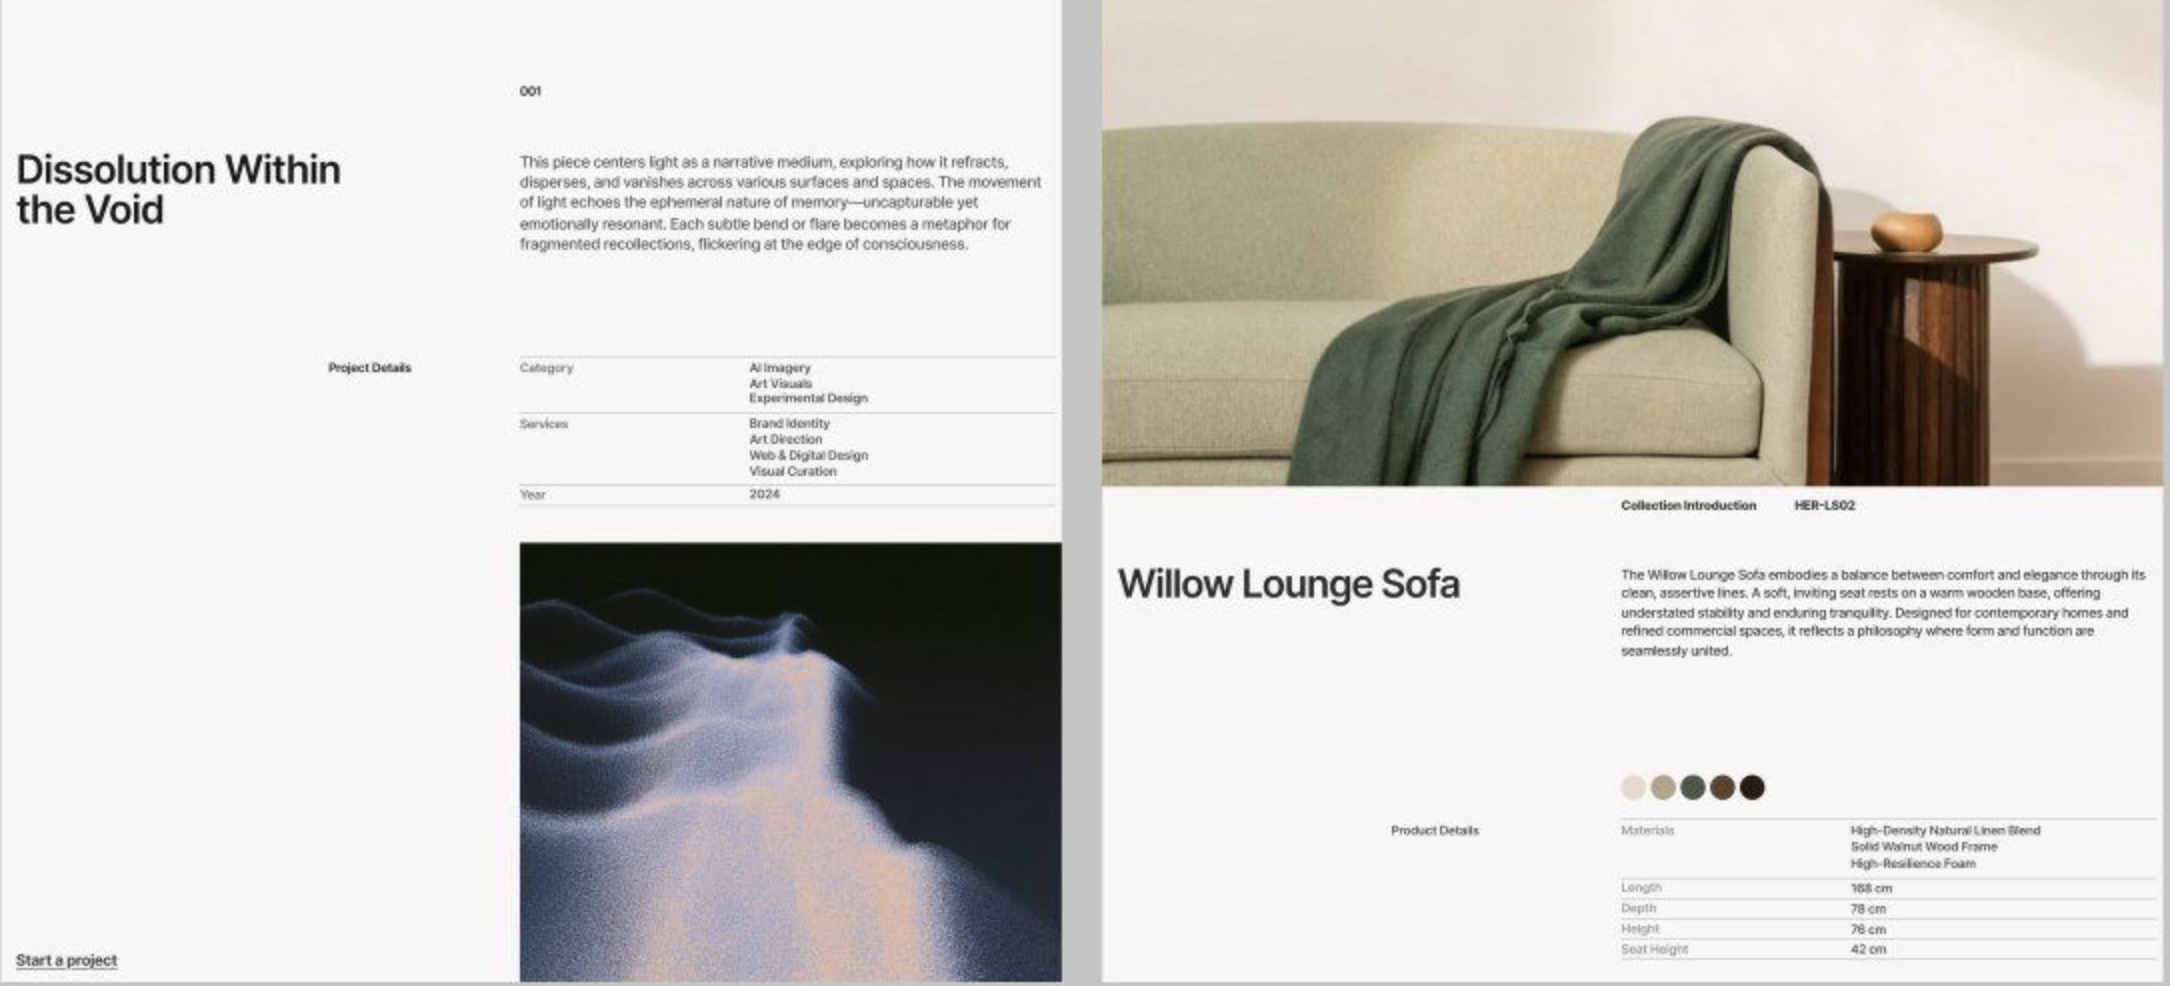 001
Dissolution Within
the Void
This piece centers light as a narrative medium, exploring how it refracts,
disperses, and vanishes across various surfaces and spaces. The movement
of light echoes the ephemeral nature of memory—uncapturable yet
emotionally resonant. Each subtle bend or flare becomes a metaphor for
fragmented recollections, flickering at the edge of consciousness.
Project Details
Category
AI Imagery
Art Visuals
Experimental Design
Services
Brand Identity
Art Direction
Web & Digital Design
Visual Curation
Year
2024
Start a project
Collection Introduction
HER-LS02
Willow Lounge Sofa
The Willow Lounge Sofa embodies a balance between comfort and elegance through its
clean, assertive lines. A soft, inviting seat rests on a warm wooden base, offering
understated stability and enduring tranquility. Designed for contemporary homes and
refined commercial spaces, it reflects a philosophy where form and function are
seamlessly united.
Product Details
Materials
High-Density Natural Linen Blend
Solid Walnut Wood Frame
High-Resilience Foam
Length
168 cm
Depth
78 cm
Height
76 cm
Seat Height
42 cm